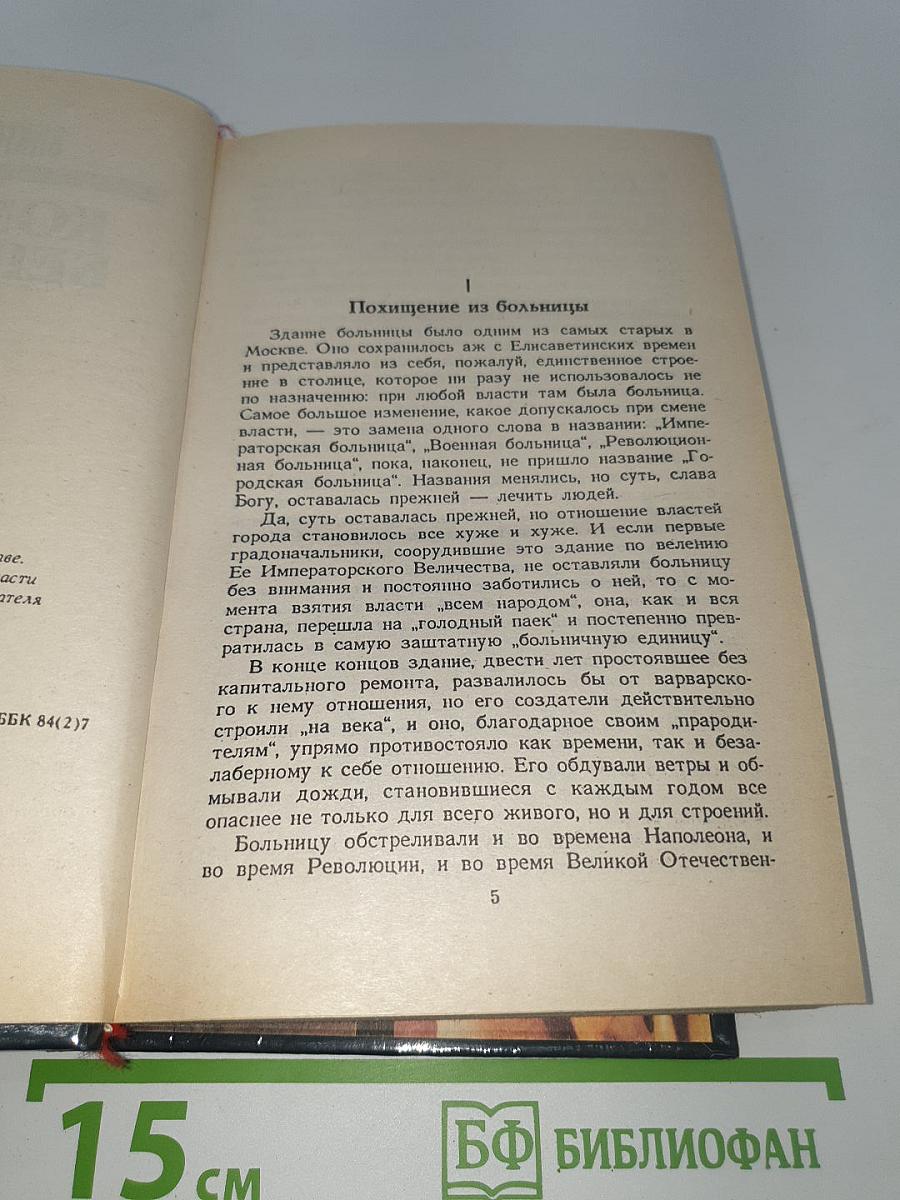 тве.
асти
ателя
ББК 84(2)7
I
Похищение из больницы
Здание больницы было одним из самых старых в
Москве. Оно сохранилось аж с Елисаветинских времен
и представляло из себя, пожалуй, единственное строе-
ние в столице, которое ни разу не использовалось не
по назначению: при любой власти там была больница.
Самое большое изменение, какое допускалось при смене
власти, — это замена одного слова в названии: „Импе-
раторская больница“, „Военная больница“, „Революцион-
ная больница“, пока, наконец, не пришло название „Го-
родская больница“. Названия менялись, но суть, слава
Богу, оставалась прежней — лечить людей.
Да, суть оставалась прежней, но отношение властей
города становилось все хуже и хуже. И если первые
градоначальники, соорудившие это здание по велению
Ее Императорского Величества, не оставляли больницу
без внимания и постоянно заботились о ней, то с мо-
мента взятия власти „всем народом“, она, как и вся
страна, перешла на „голодный паек“ и постепенно прев-
ратилась в самую заштатную „больничную единицу“.
В конце концов здание, двести лет простоявшее без
капитального ремонта, развалилось бы от варварско-
го к нему отношения, но его создатели действительно
строили „на века“, и оно, благодарное своим „прароди-
телям“, упрямо противостояло как времени, так и беза-
лаберному к себе отношению. Его обдували ветры и об-
мывали дожди, становившиеся с каждым годом все
опаснее не только для всего живого, но и для строений.
Больницу обстреливали и во времена Наполеона, и
во время Революции, и во время Великой Отечествен-
5
15 см
БФ БИБЛИОФАН